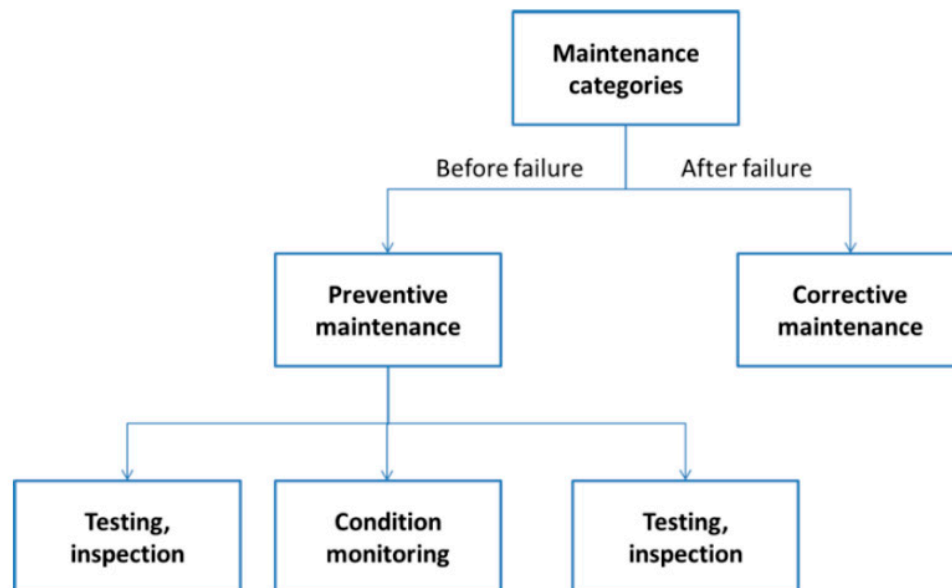 Maintenance
categories
Before failure
After failure
Preventive
maintenance
Corrective
maintenance
Testing,
inspection
Condition
monitoring
Testing,
inspection